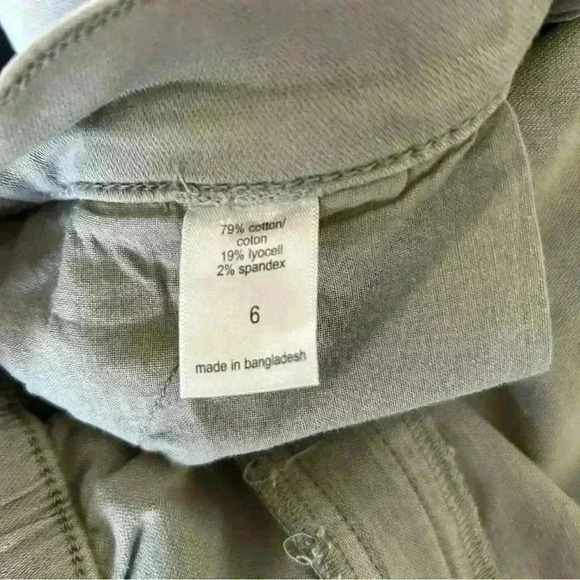 79% cotton/
coton
19% lyocell
2% spandex
6
made in bangladesh